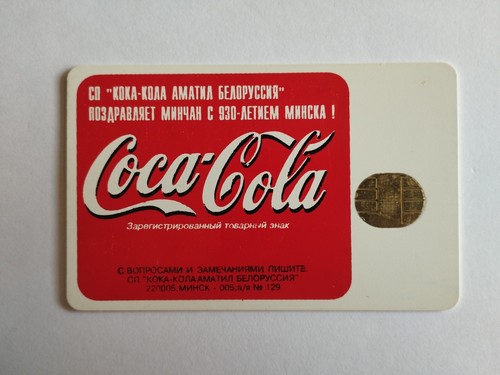 СП "КОКА-КОЛА АМАТИЛ БЕЛОРУССИЯ"
ПОЗДРАВЛЯЕТ МИНЧАН С 930-ЛЕТИЕМ МИНСКА !
Coca-Cola
Зарегистрированный товарный знак
С ВОПРОСАМИ И ЗАМЕЧАНИЯМИ ПИШИТЕ:
СП "КОКА-КОЛА АМАТИЛ БЕЛОРУССИЯ"
220005, МИНСК - 005, а/я № 129